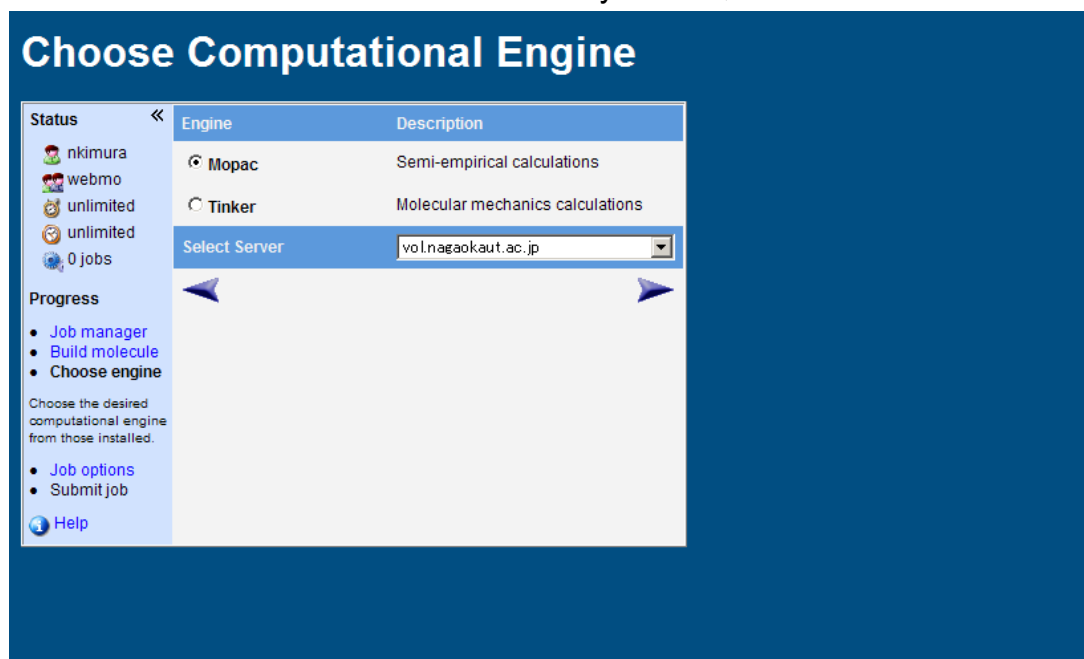 Choose Computational Engine
Status «
nkimura
webmo
unlimited
unlimited
0 jobs
Progress
Job manager
Build molecule
Choose engine
Choose the desired
computational engine
from those installed.
Job options
Submit job
Help
Engine Description
Mopac Semi-empirical calculations
Tinker Molecular mechanics calculations
Select Server vol.nagaokaut.ac.jp